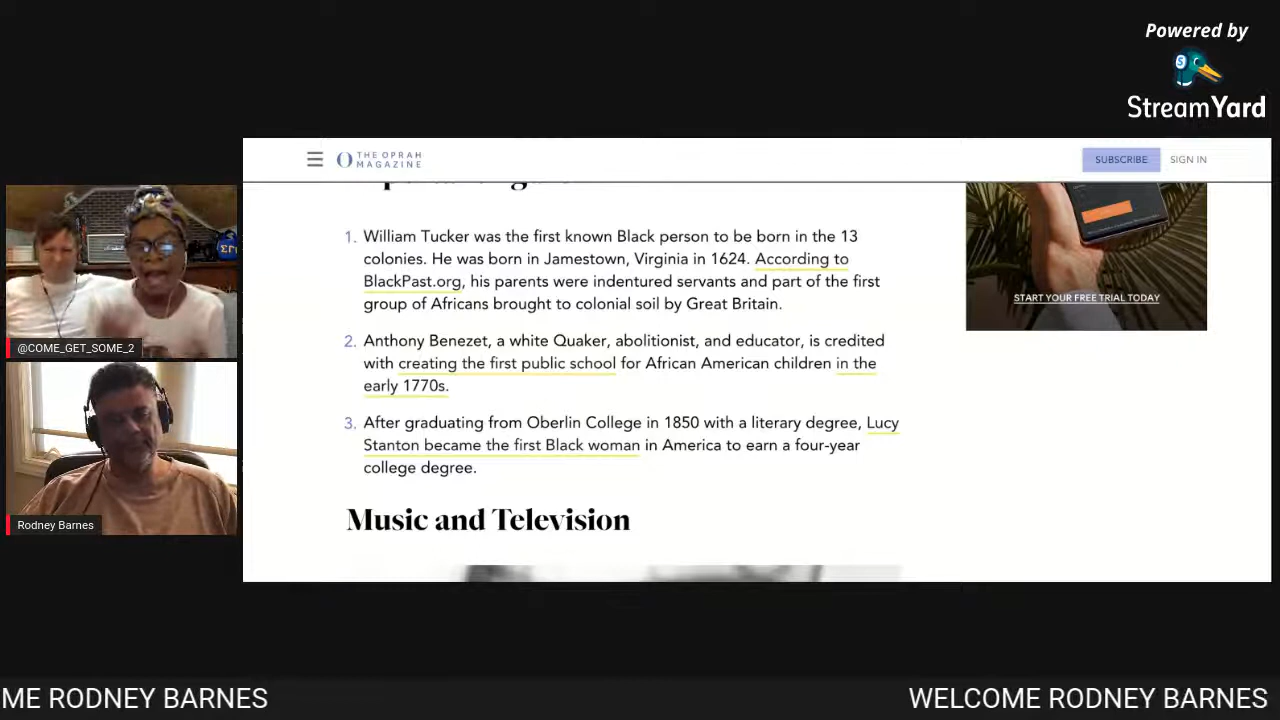 Powered by
StreamYard
THE OPRAH
MAGAZINE
SUBSCRIBE
SIGN IN
1. William Tucker was the first known Black person to be born in the 13
colonies. He was born in Jamestown, Virginia in 1624. According to
BlackPast.org, his parents were indentured servants and part of the first
group of Africans brought to colonial soil by Great Britain.
2. Anthony Benezet, a white Quaker, abolitionist, and educator, is credited
with creating the first public school for African American children in the
early 1770s.
3. After graduating from Oberlin College in 1850 with a literary degree, Lucy
Stanton became the first Black woman in America to earn a four-year
college degree.
Music and Television
START YOUR FREE TRIAL TODAY
ΣΓ
@COME_GET_SOME_2
Rodney Barnes
ME RODNEY BARNES
WELCOME RODNEY BARNES